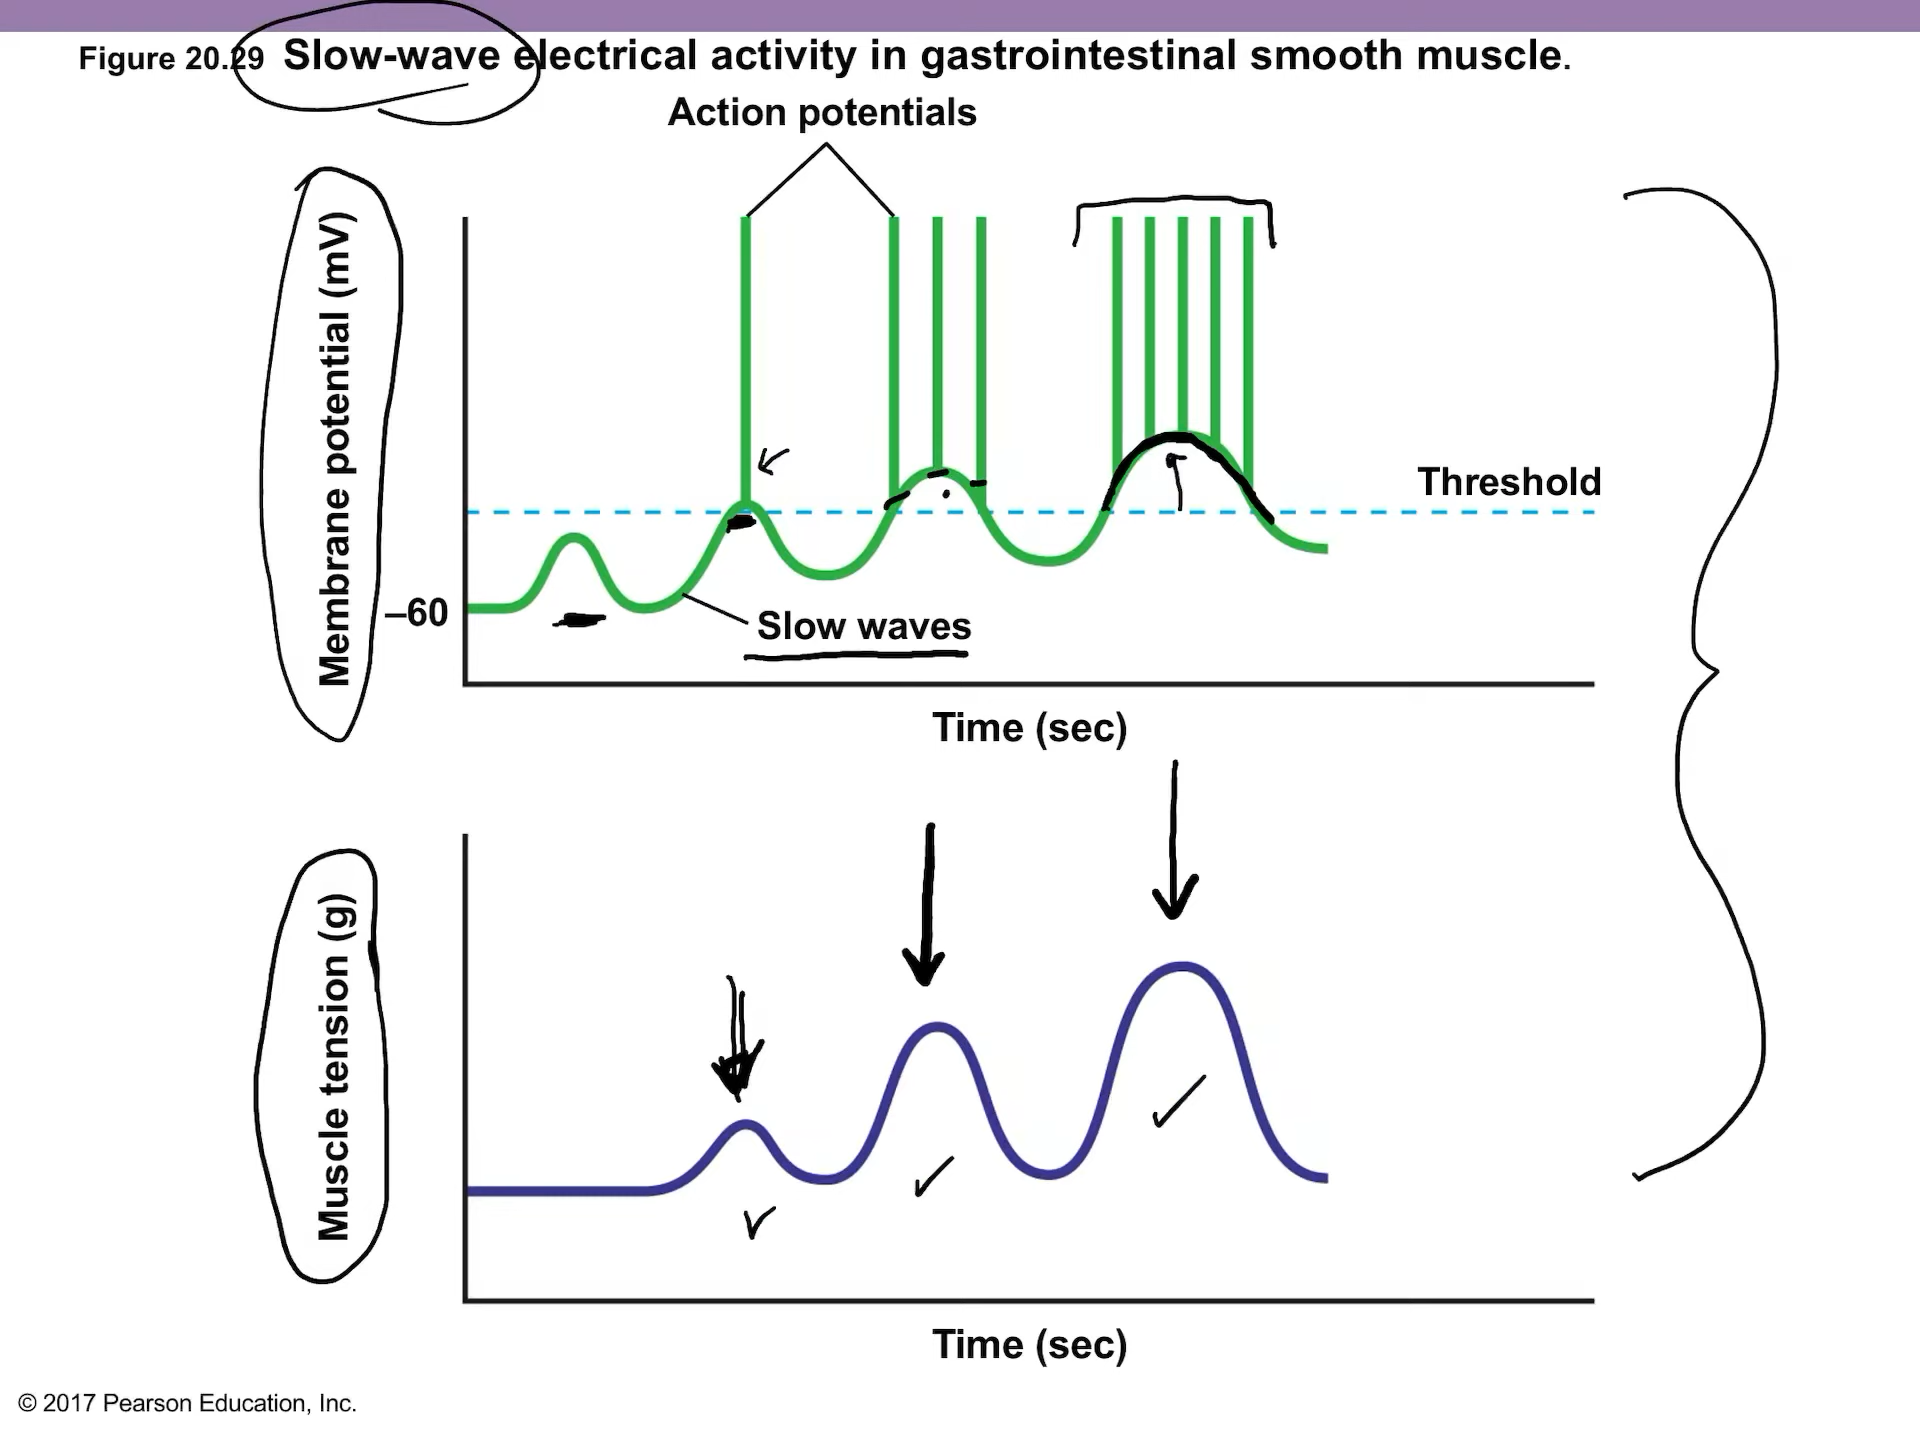 Figure 20.29 Slow-wave electrical activity in gastrointestinal smooth muscle.
Action potentials
Membrane potential (mV)
Threshold
–60
Slow waves
Time (sec)
Muscle tension (g)
Time (sec)
© 2017 Pearson Education, Inc.